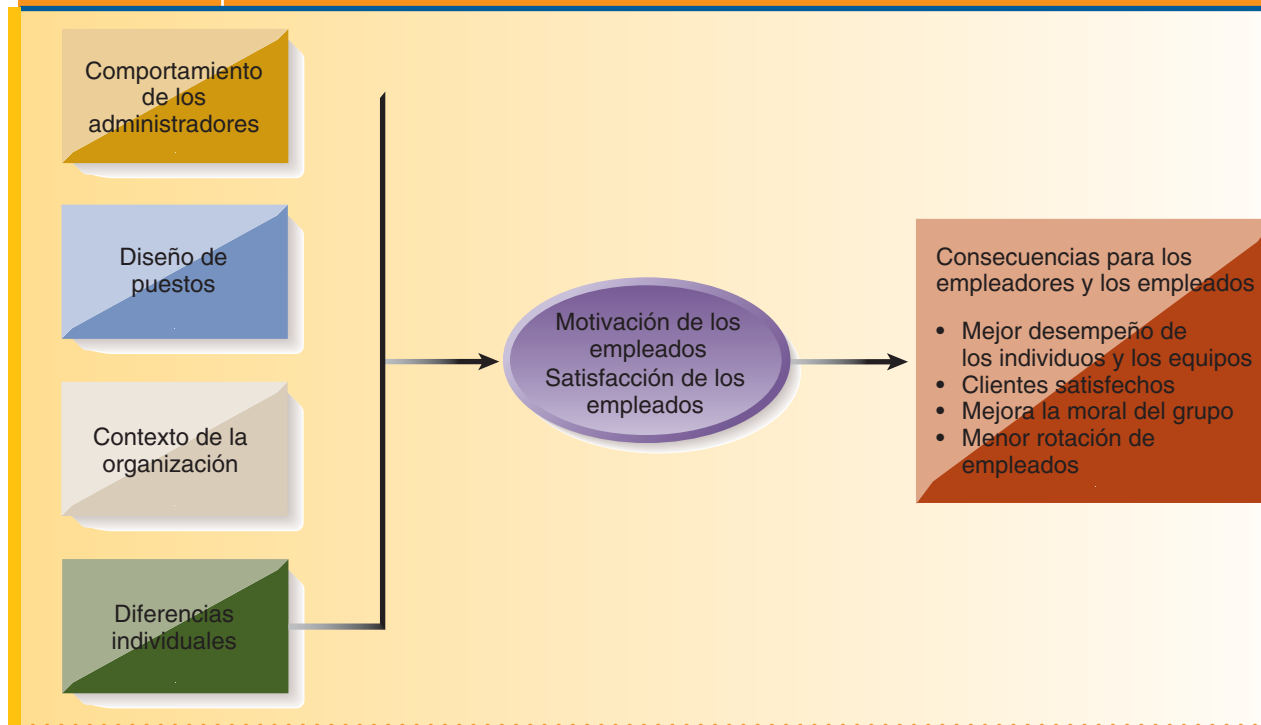 Comportamiento
de los
administradores
Diseño de
puestos
Contexto de la
organización
Diferencias
individuales
Motivación de los
empleados
Satisfacción de los
empleados
Consecuencias para los
empleadores y los empleados
• Mejor desempeño de
los individuos y los equipos
• Clientes satisfechos
• Mejora la moral del grupo
• Menor rotación de
empleados